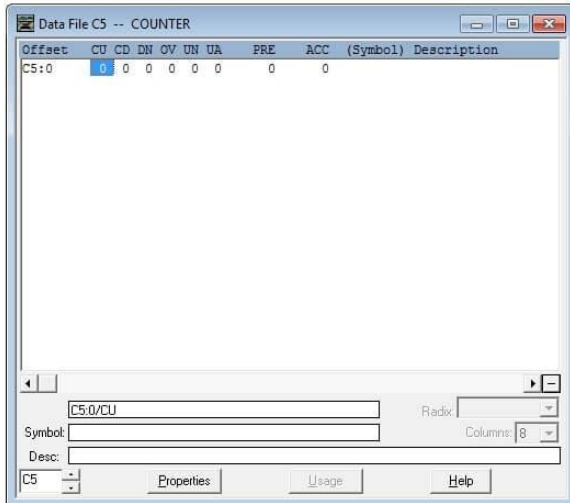 Data File C5 -- COUNTER
Offset CU CD DN OV UN UA PRE ACC (Symbol) Description
C5:0 0 0 0 0 0 0 0 0
C5:0/CU
Radix:
Symbol:
Columns: 8
Desc:
C5 Properties Usage Help